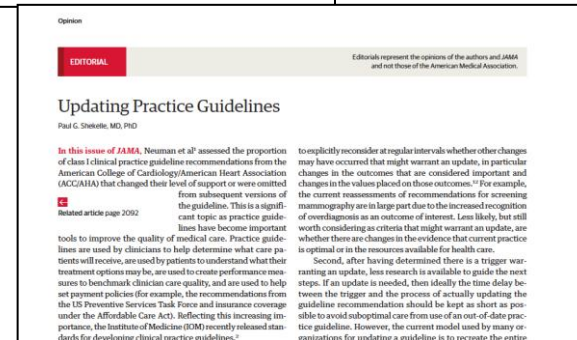 Opinion
EDITORIAL
Editorials represent the opinions of the authors and JAMA
and not those of the American Medical Association.
Updating Practice Guidelines
Paul G. Shekelle, MD, PhD
In this issue of JAMA, Neuman et al¹ assessed the proportion
of class I clinical practice guideline recommendations from the
American College of Cardiology/American Heart Association
(ACC/AHA) that changed their level of support or were omitted
from subsequent versions of
the guideline. This is a signifi-
cant topic as practice guide-
lines have become important
Related article page 2092
tools to improve the quality of medical care. Practice guide-
lines are used by clinicians to help determine what care pa-
tients will receive, are used by patients to understand what their
treatment options may be, are used to create performance mea-
sures to benchmark clinician care quality, and are used to help
set payment policies (for example, the recommendations from
the US Preventive Services Task Force and insurance coverage
under the Affordable Care Act). Reflecting this increasing im-
portance, the Institute of Medicine (IOM) recently released stan-
dards for developing clinical practice guidelines.²
to explicitly reconsider at regular intervals whether other changes
may have occurred that might warrant an update, in particular
changes in the outcomes that are considered important and
changes in the values placed on those outcomes. For example,
the current reassessments of recommendations for screening
mammography are in large part due to the increased recognition
of overdiagnosis as an outcome of interest. Less likely, but still
worth considering as criteria that might warrant an update, are
whether there are changes in the evidence that current practice
is optimal or in the resources available for health care.
Second, after having determined there is a trigger war-
ranting an update, less research is available to guide the next
steps. If an update is needed, then ideally the time delay be-
tween the trigger and the process of actually updating the
guideline recommendation should be kept as short as pos-
sible to avoid suboptimal care from use of an out-of-date prac-
tice guideline. However, the current model used by many or-
ganizations for updating a guideline is to recreate the entire